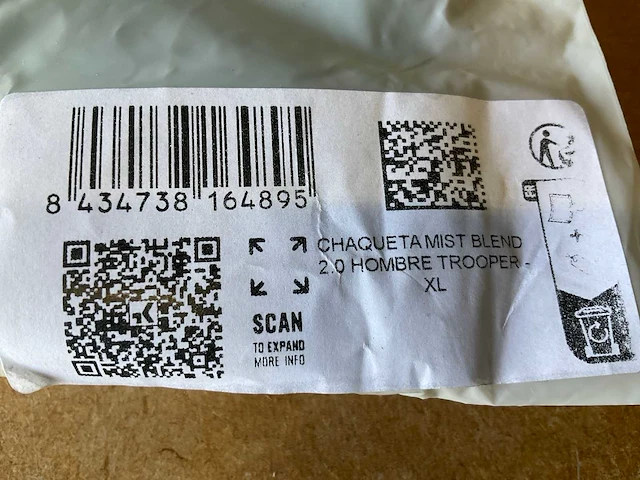 8 434738 164895
CHAQUETA MIST BLEND
2.0 HOMBRE TROOPER -
XL
SCAN
TO EXPAND
MORE INFO